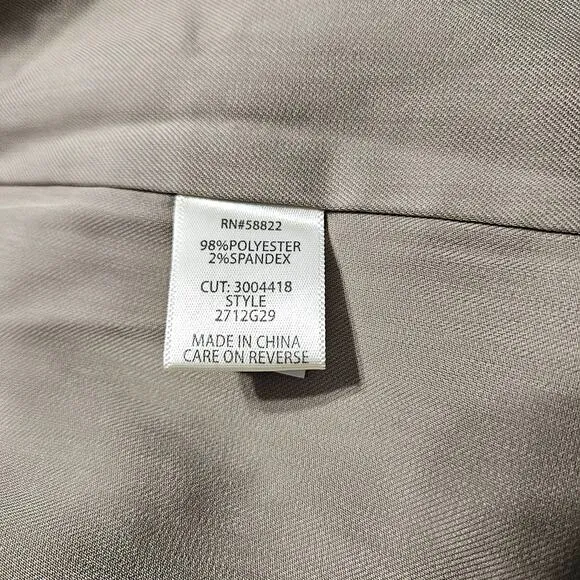 RN#58822
98%POLYESTER
2%SPANDEX
CUT: 3004418
STYLE
2712G29
MADE IN CHINA
CARE ON REVERSE